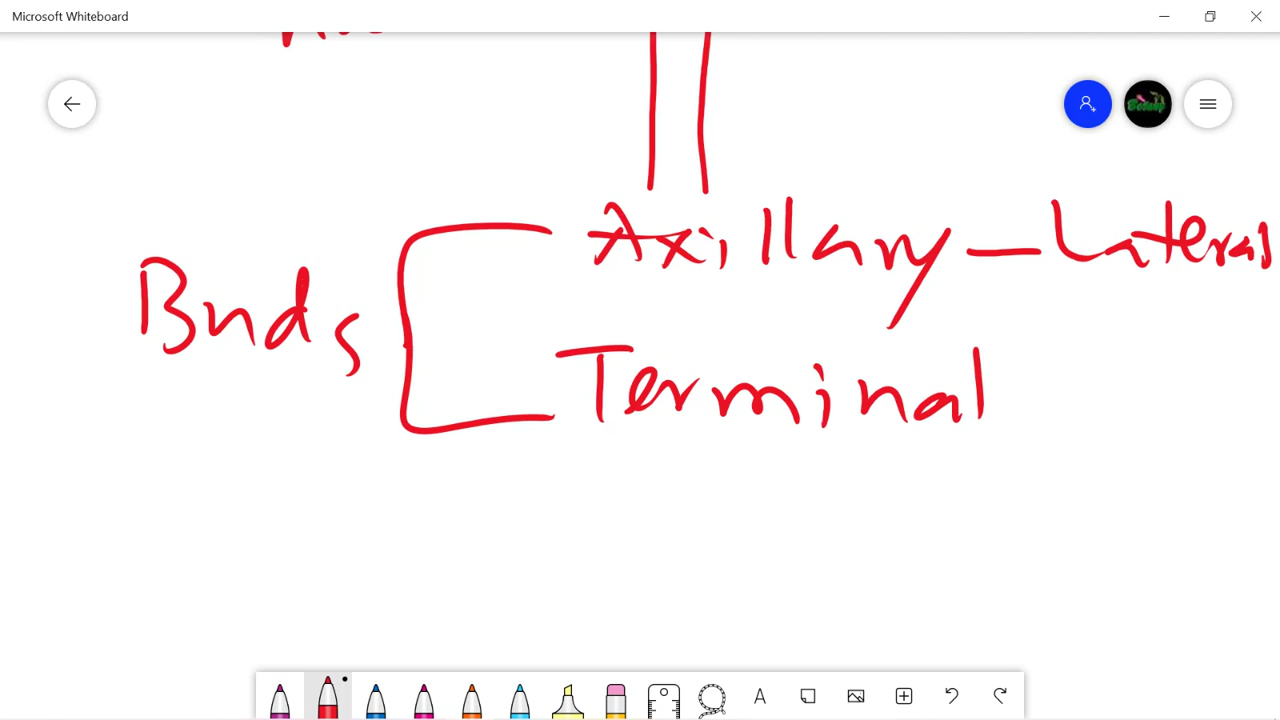 Microsoft Whiteboard
Axillary – Lateral
Buds
Terminal
A